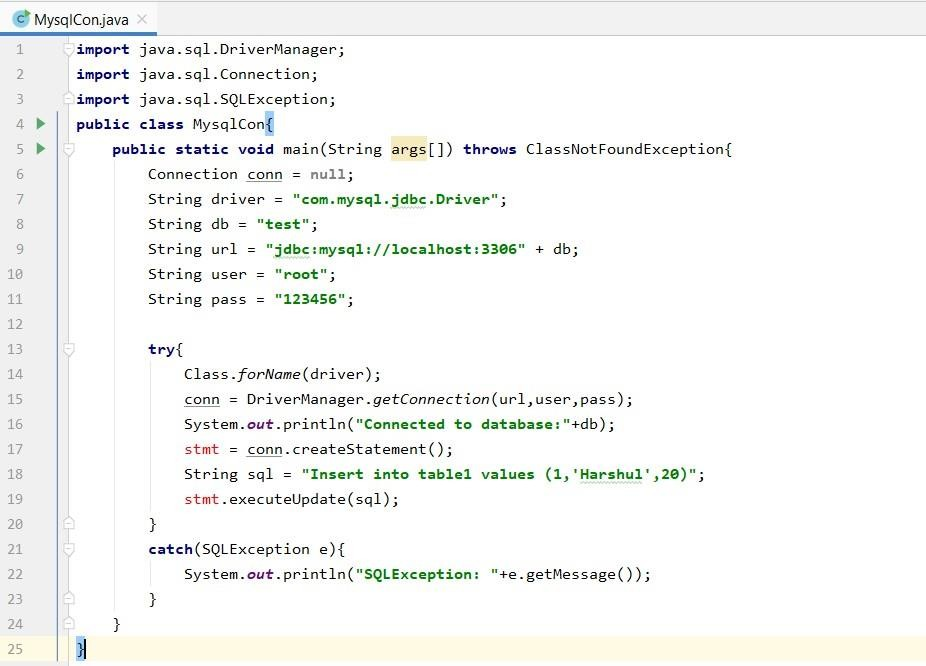 MysqlCon.java
1 import java.sql.DriverManager;
2 import java.sql.Connection;
3 import java.sql.SQLException;
4 public class MysqlCon{
5 public static void main(String args[]) throws ClassNotFoundException{
6 Connection conn = null;
7 String driver = "com.mysql.jdbc.Driver";
8 String db = "test";
9 String url = "jdbc:mysql://localhost:3306" + db;
10 String user = "root";
11 String pass = "123456";
12
13 try{
14 Class.forName(driver);
15 conn = DriverManager.getConnection(url,user,pass);
16 System.out.println("Connected to database:"+db);
17 stmt = conn.createStatement();
18 String sql = "Insert into table1 values (1,'Harshul',20)";
19 stmt.executeUpdate(sql);
20 }
21 catch(SQLException e){
22 System.out.println("SQLException: "+e.getMessage());
23 }
24 }
25 }